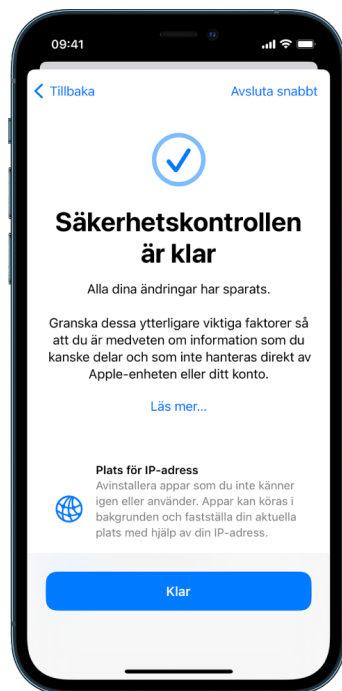 09:41
Tillbaka
Avsluta snabbt
Säkerhetskontrollen
är klar
Alla dina ändringar har sparats.
Granska dessa ytterligare viktiga faktorer så
att du är medveten om information som du
kanske delar och som inte hanteras direkt av
Apple-enheten eller ditt konto.
Läs mer...
Plats för IP-adress
Avinstallera appar som du inte känner
igen eller använder. Appar kan köras i
bakgrunden och fastställa din aktuella
plats med hjälp av din IP-adress.
Klar